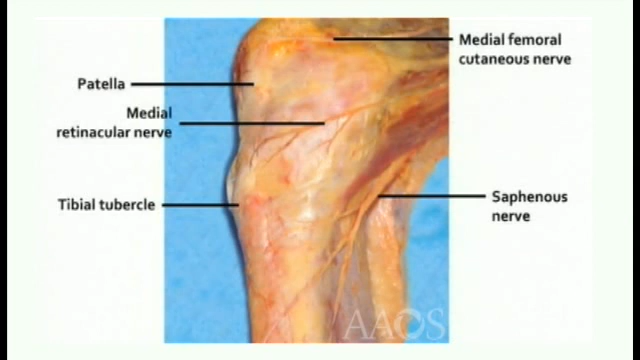 Medial femoral
cutaneous nerve
Patella
Medial
retinacular nerve
Tibial tubercle
Saphenous
nerve
AAOS